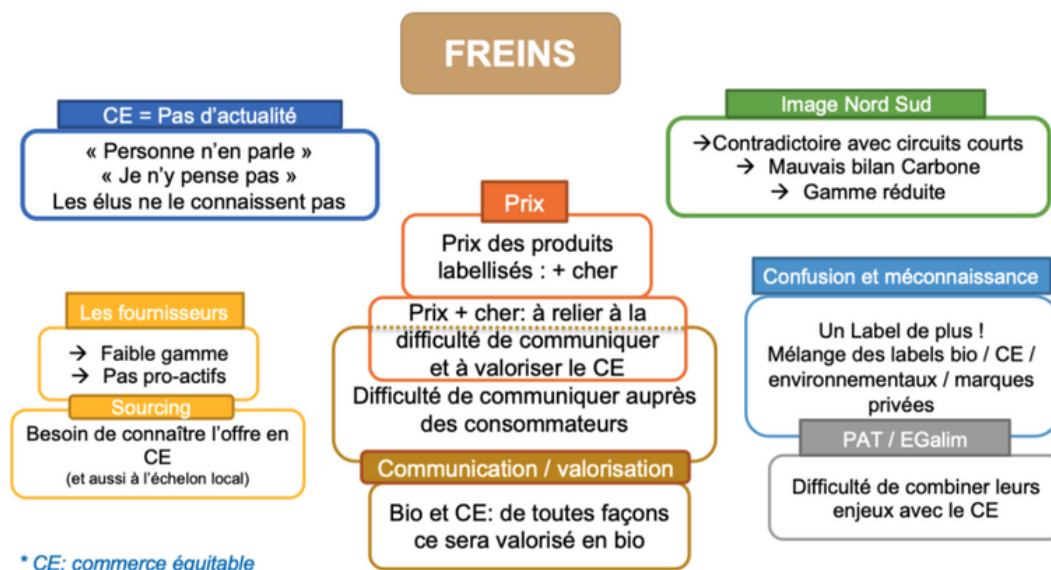 FREINS
CE = Pas d'actualité
« Personne n'en parle »
« Je n'y pense pas »
Les élus ne le connaissent pas
Image Nord Sud
→Contradictoire avec circuits courts
→ Mauvais bilan Carbone
→ Gamme réduite
Prix
Prix des produits
labellisés : + cher
Prix + cher: à relier à la
difficulté de communiquer
et à valoriser le CE
Difficulté de communiquer auprès
des consommateurs
Communication / valorisation
Bio et CE: de toutes façons
ce sera valorisé en bio
Les fournisseurs
→ Faible gamme
→ Pas pro-actifs
Sourcing
Besoin de connaître l'offre en
CE
(et aussi à l'échelon local)
Confusion et méconnaissance
Un Label de plus !
Mélange des labels bio / CE /
environnementaux / marques
privées
PAT / EGalim
Difficulté de combiner leurs
enjeux avec le CE
* CE: commerce équitable